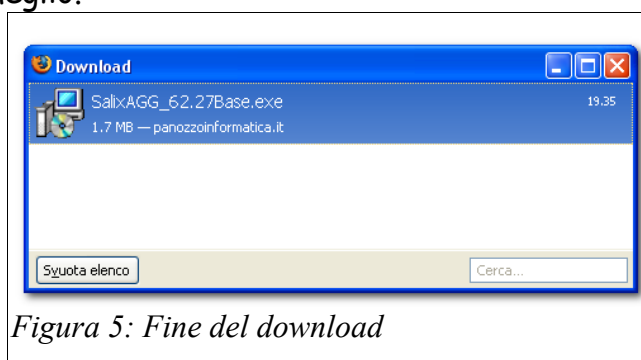 Download
SalixAGG_62.27Base.exe
19.35
1.7 MB — panozzoinformatica.it
Svuota elenco
Cerca...
Figura 5: Fine del download